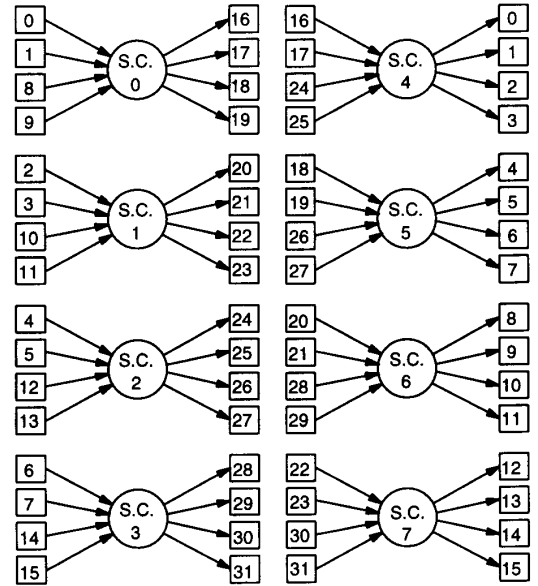 0 16 16 0
1 S.C. 17 17 S.C. 1
8 0 18 24 4 2
9 19 25 3
2 20 18 4
3 S.C. 21 19 S.C. 5
10 1 22 26 5 6
11 23 27 7
4 24 20 8
5 S.C. 25 21 S.C. 9
12 2 26 28 6 10
13 27 29 11
6 28 22 12
7 S.C. 29 23 S.C. 13
14 3 30 30 7 14
15 31 31 15